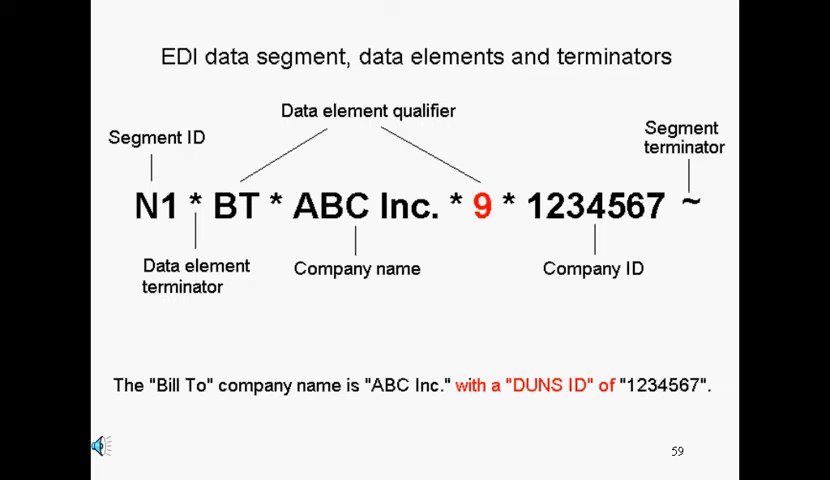 EDI data segment, data elements and terminators
Data element qualifier
Segment ID
Segment
terminator
N1 * BT * ABC Inc. * 9 * 1234567 ~
Data element
terminator
Company name
Company ID
The "Bill To" company name is "ABC Inc." with a "DUNS ID" of "1234567".
59